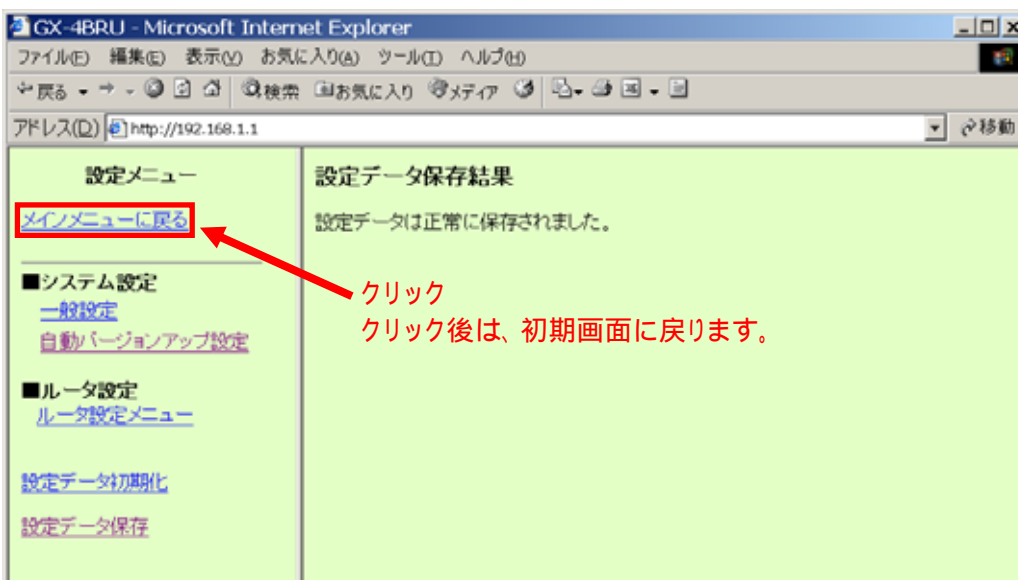 GX-4BRU - Microsoft Internet Explorer
ファイル(F) 編集(E) 表示(V) お気に入り(A) ツール(T) ヘルプ(H)
戻る 検索 お気に入り メディア
アドレス(D) http://192.168.1.1 移動
設定メニュー
メインメニューに戻る
■システム設定
一般設定
自動バージョンアップ設定
■ルータ設定
ルータ設定メニュー
設定データ初期化
設定データ保存
設定データ保存結果
設定データは正常に保存されました。
クリック
クリック後は、初期画面に戻ります。